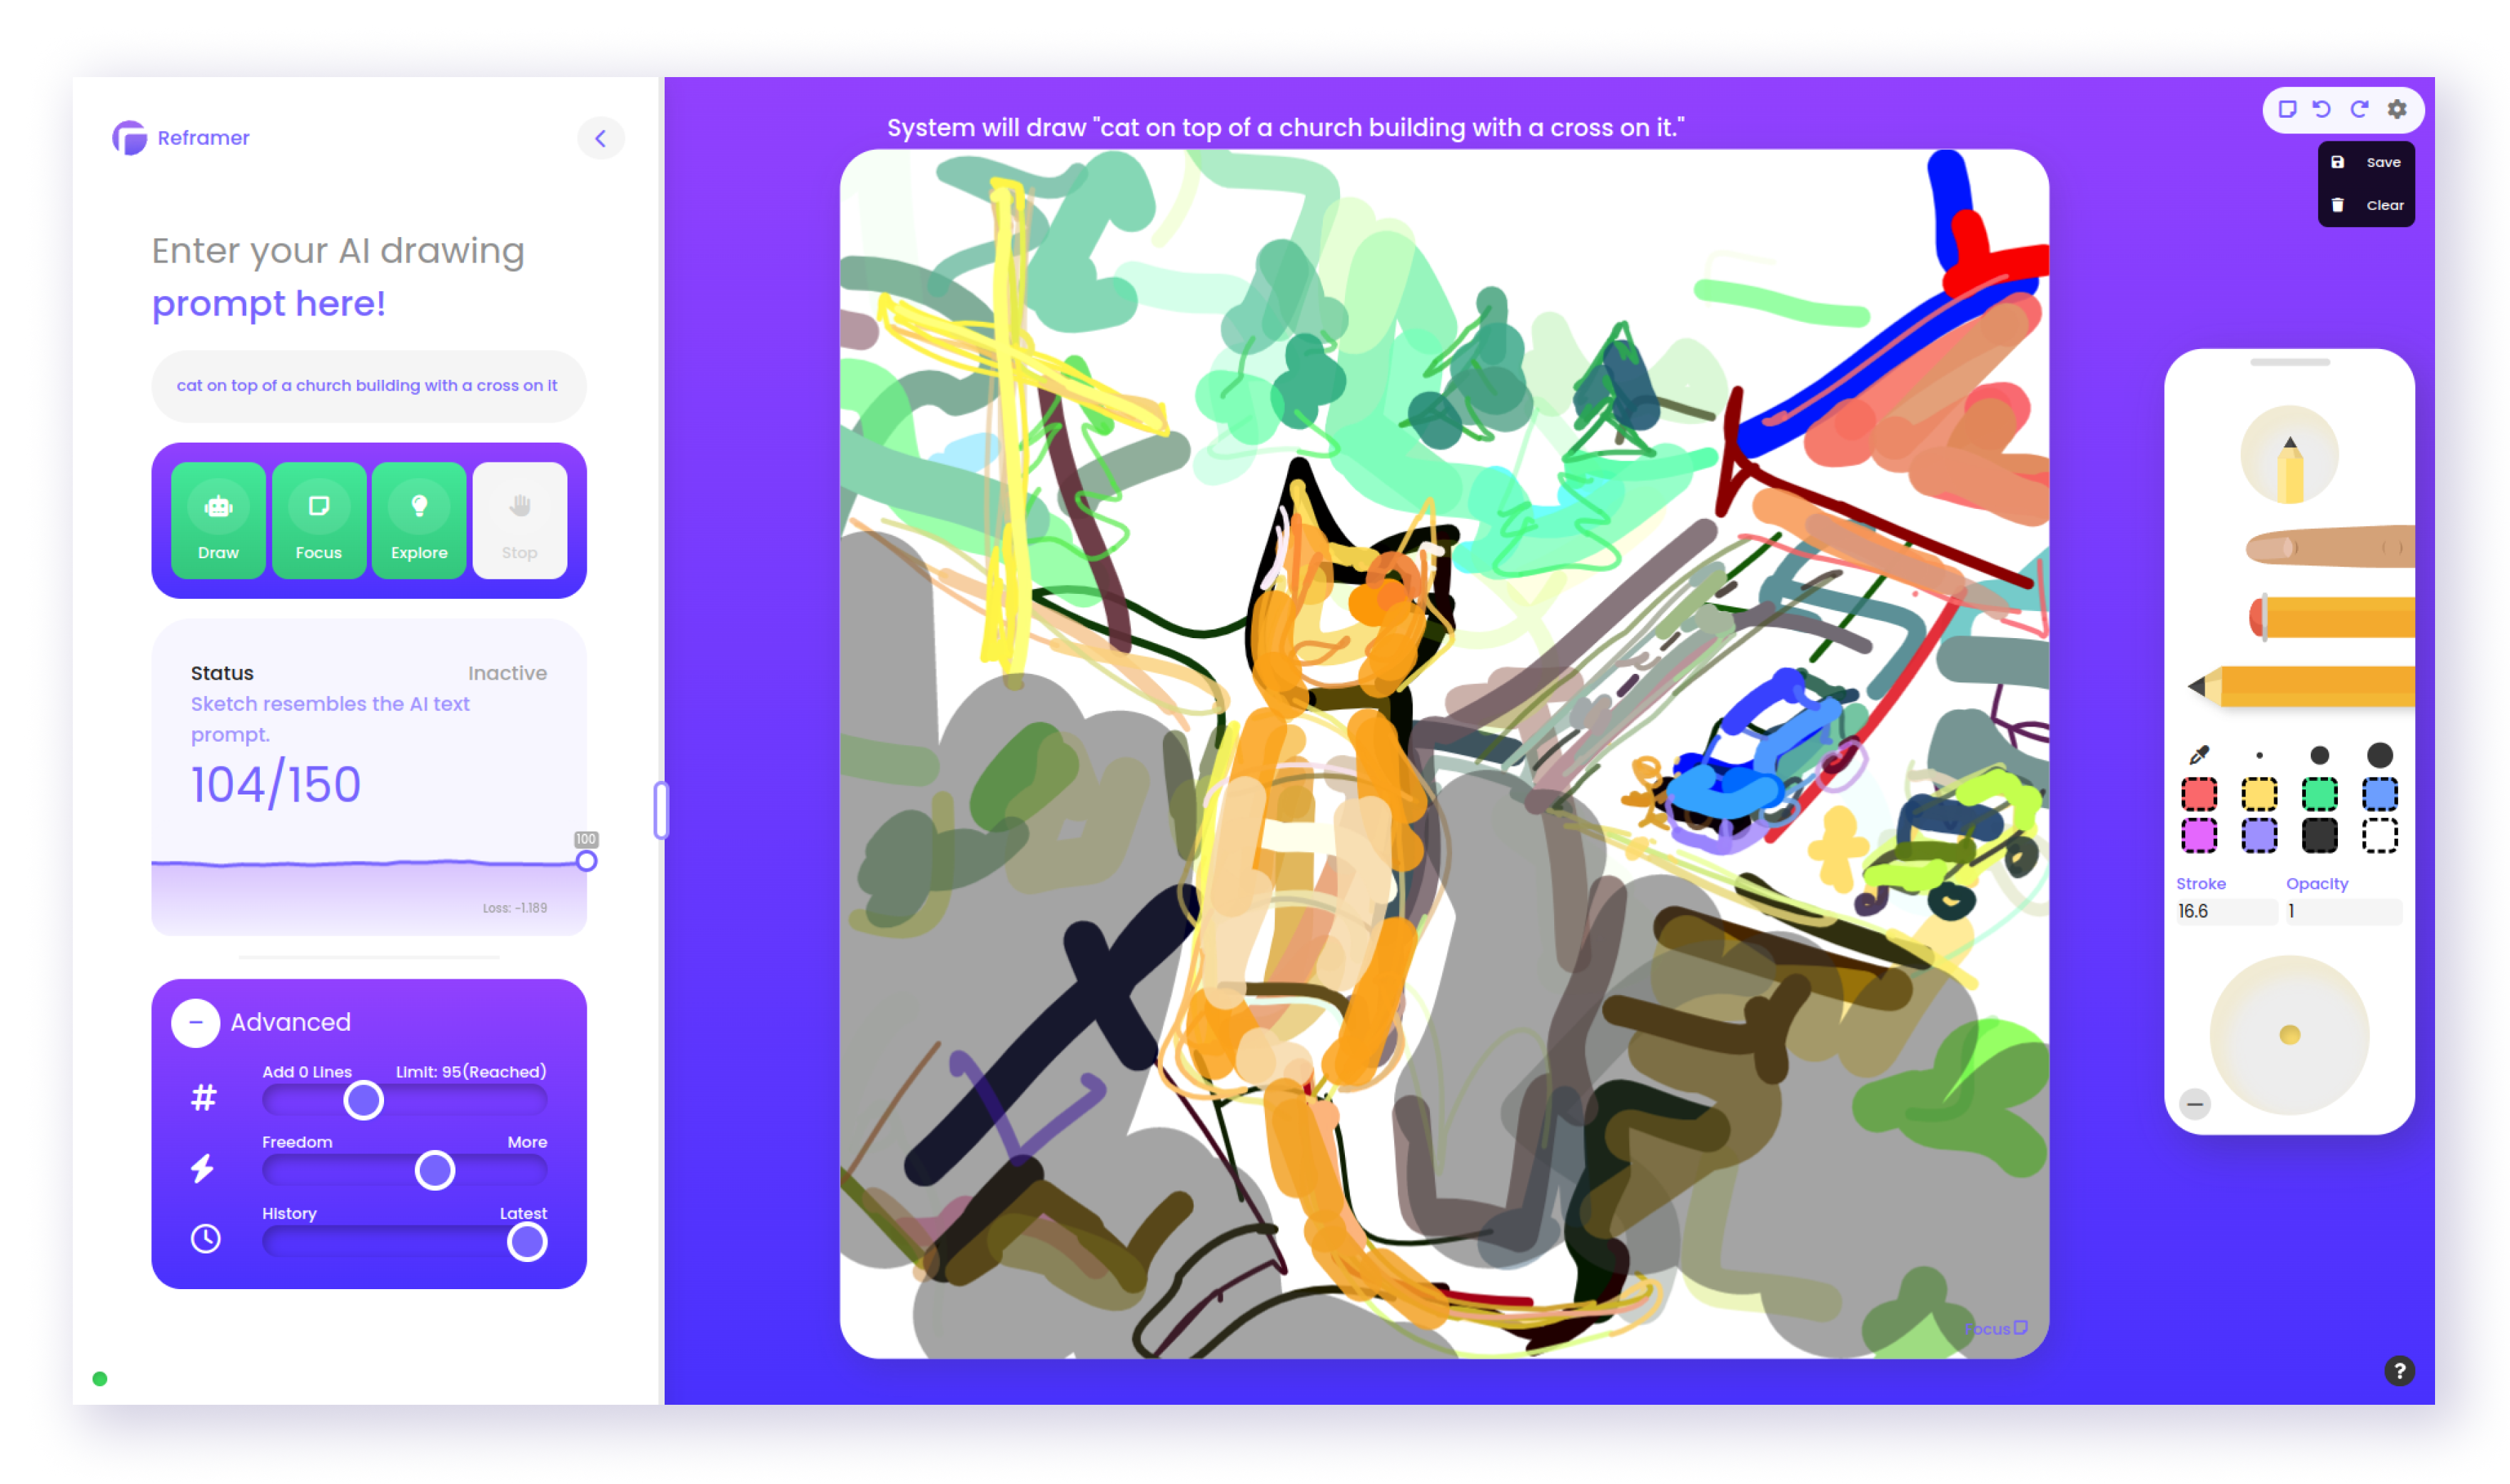 Reframer
Enter your AI drawing
prompt here!
cat on top of a church building with a cross on it
Draw
Focus
Explore
Stop
Status
Inactive
Sketch resembles the AI text
prompt.
104/150
100
Loss: -1.189
Advanced
Add 0 Lines
Limit: 95(Reached)
Freedom
More
History
Latest
System will draw "cat on top of a church building with a cross on it."
Save
Clear
Stroke
Opacity
16.6
1
Focus
?